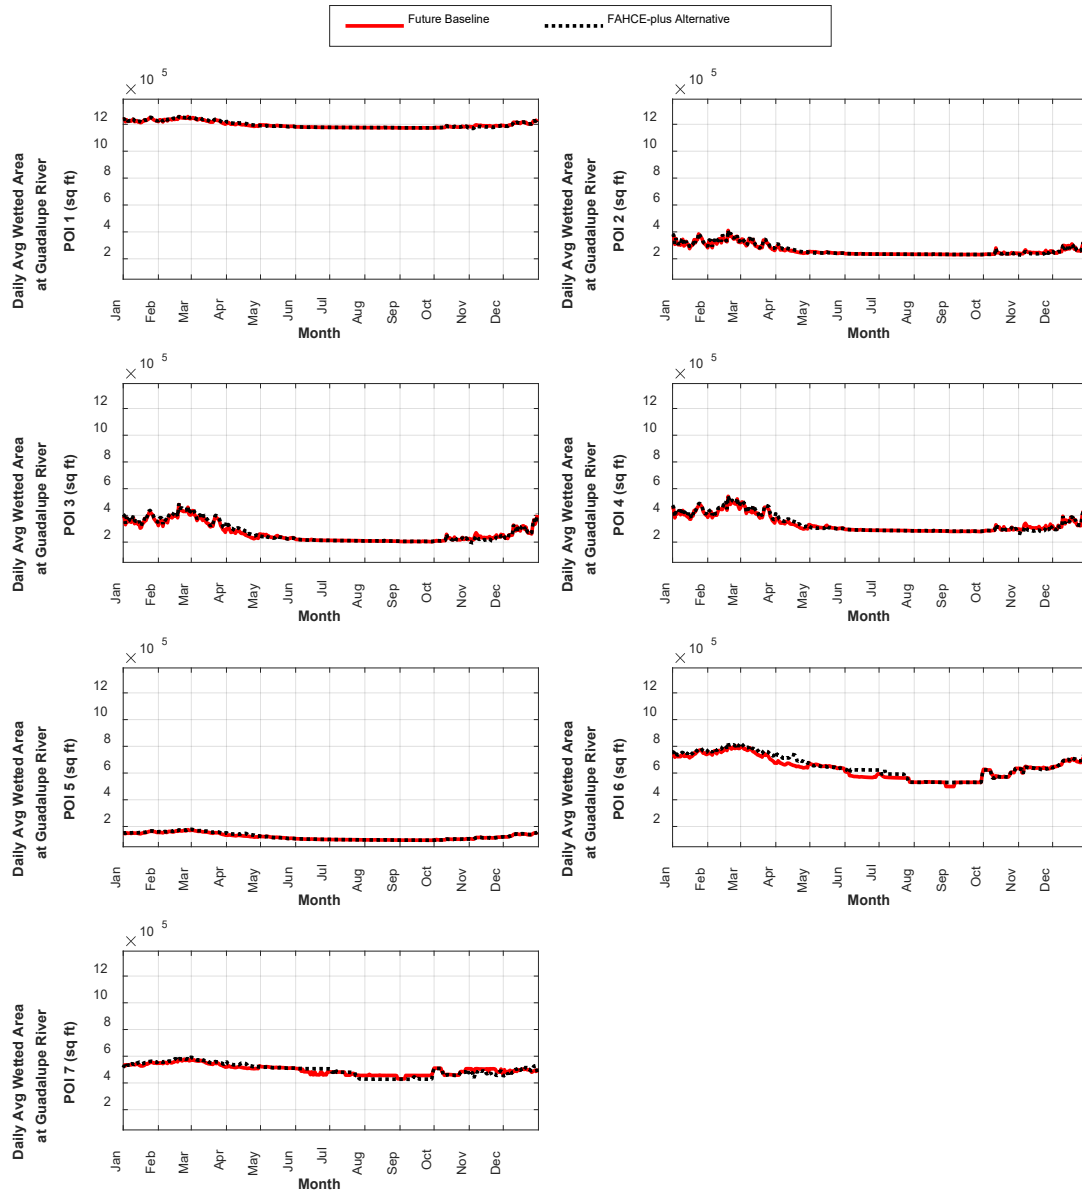 Future Baseline
FAHCE-plus Alternative
× 10 5
12
10
8
6
4
2
Daily Avg Wetted Area
at Guadalupe River
POI 1 (sq ft)
Jan
Feb
Mar
Apr
May
Jun
Jul
Aug
Sep
Oct
Nov
Dec
Month
× 10 5
12
10
8
6
4
2
Daily Avg Wetted Area
at Guadalupe River
POI 2 (sq ft)
Jan
Feb
Mar
Apr
May
Jun
Jul
Aug
Sep
Oct
Nov
Dec
Month
× 10 5
12
10
8
6
4
2
Daily Avg Wetted Area
at Guadalupe River
POI 3 (sq ft)
Jan
Feb
Mar
Apr
May
Jun
Jul
Aug
Sep
Oct
Nov
Dec
Month
× 10 5
12
10
8
6
4
2
Daily Avg Wetted Area
at Guadalupe River
POI 4 (sq ft)
Jan
Feb
Mar
Apr
May
Jun
Jul
Aug
Sep
Oct
Nov
Dec
Month
× 10 5
12
10
8
6
4
2
Daily Avg Wetted Area
at Guadalupe River
POI 5 (sq ft)
Jan
Feb
Mar
Apr
May
Jun
Jul
Aug
Sep
Oct
Nov
Dec
Month
× 10 5
12
10
8
6
4
2
Daily Avg Wetted Area
at Guadalupe River
POI 6 (sq ft)
Jan
Feb
Mar
Apr
May
Jun
Jul
Aug
Sep
Oct
Nov
Dec
Month
× 10 5
12
10
8
6
4
2
Daily Avg Wetted Area
at Guadalupe River
POI 7 (sq ft)
Jan
Feb
Mar
Apr
May
Jun
Jul
Aug
Sep
Oct
Nov
Dec
Month